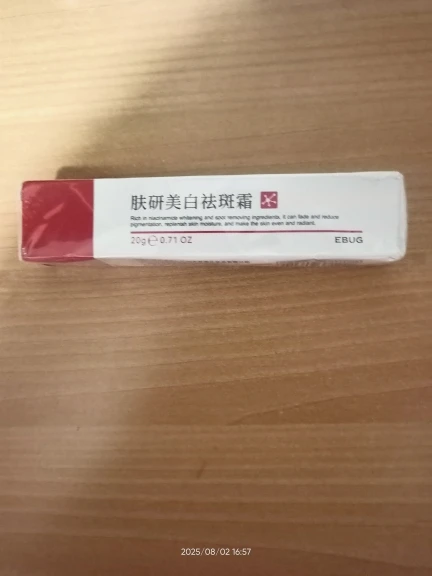 肤研美白祛斑霜
Rich in niacinamide whitening and spot removing ingredients, it can fade and reduce
pigmentation, replenish skin moisture, and make the skin even and radiant.
20g ℮ 0.71 OZ
EBUG
2025/08/02 16:57